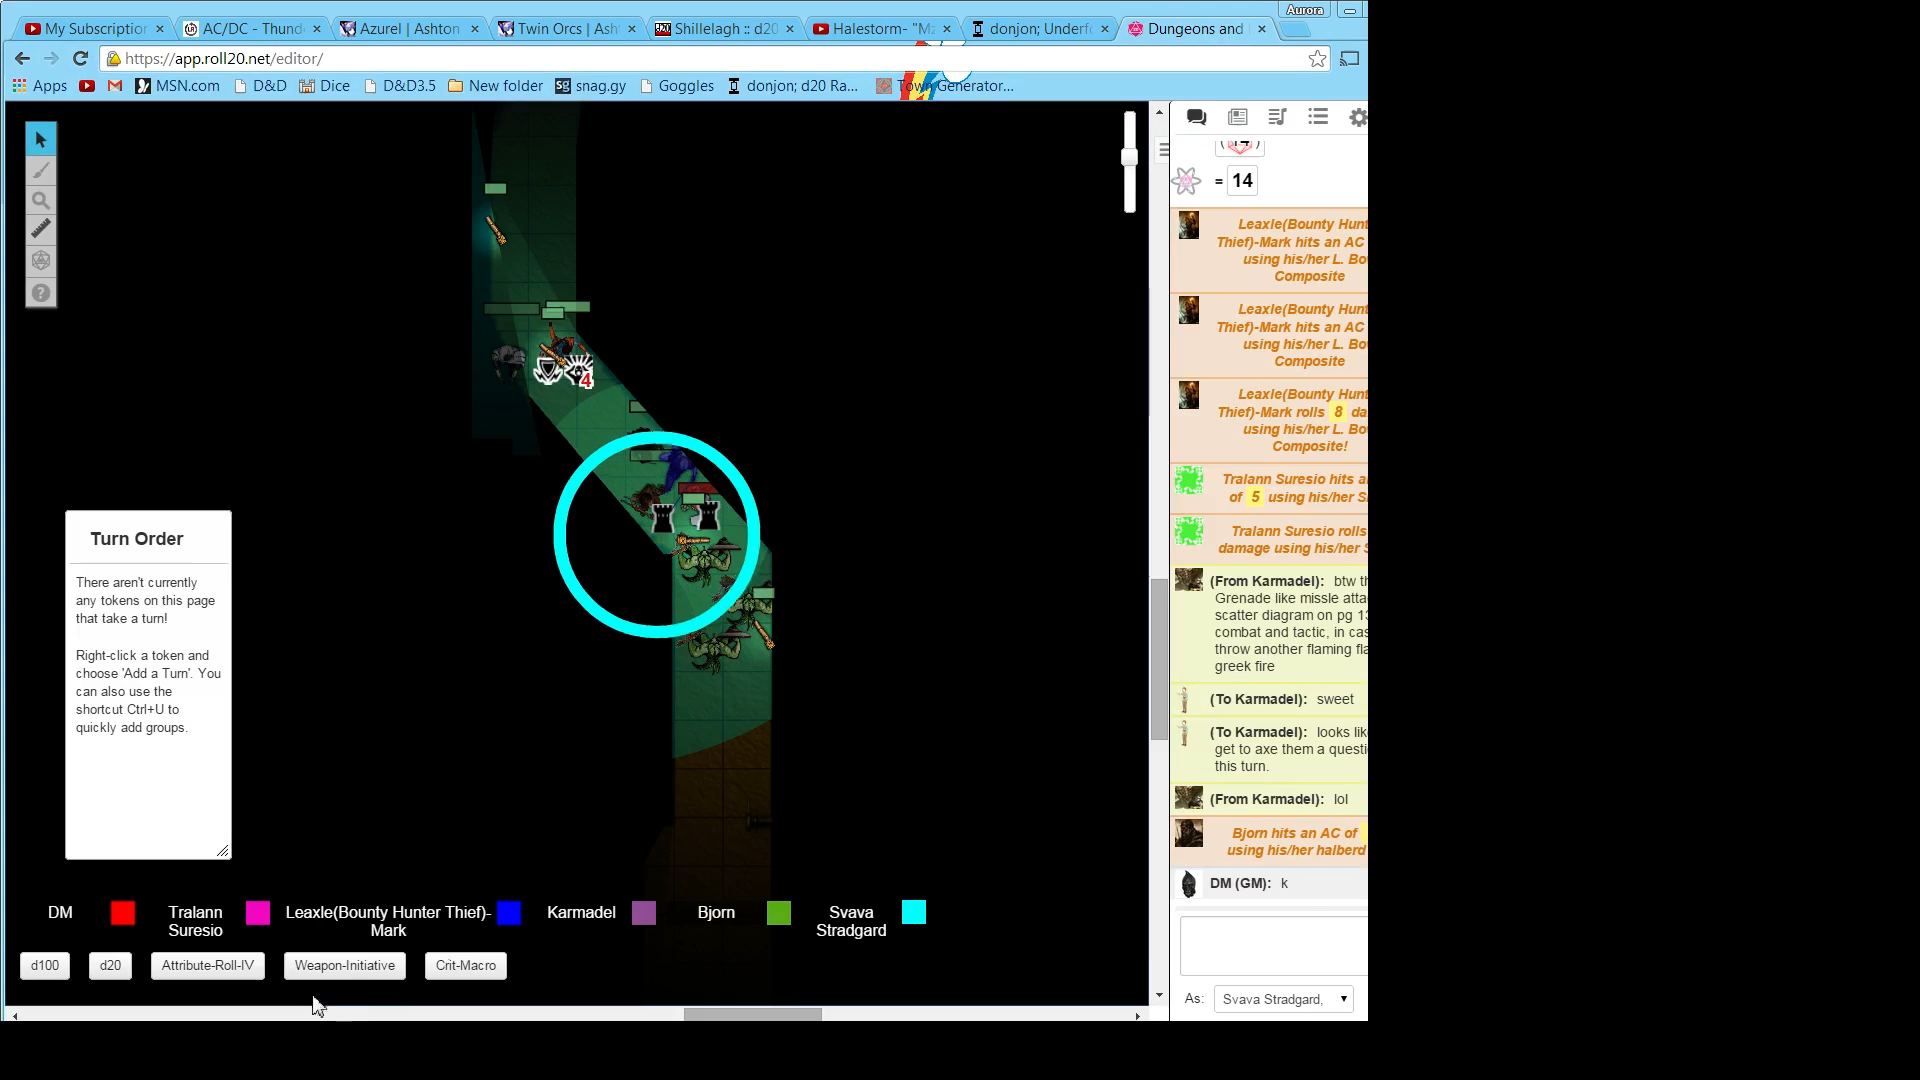 Aurora
My Subscription
AC/DC - Thund
Azurel | Ashton
Twin Orcs | Ash
Shillelagh :: d20
Halestorm- "Mz
donjon; Underf
Dungeons and
https://app.roll20.net/editor/
Apps
MSN.com
D&D
Dice
D&D3.5
New folder
sg
snag.gy
Goggles
donjon; d20 Ra...
Town Generator...
(14)
= 14
Leaxle(Bounty Hunt
Thief)-Mark hits an AC
using his/her L. Bo
Composite
Leaxle(Bounty Hunt
Thief)-Mark hits an AC
using his/her L. Bo
Composite
Leaxle(Bounty Hunt
Thief)-Mark rolls 8 da
using his/her L. Bo
Composite!
Tralann Suresio hits a
of 5 using his/her S
Tralann Suresio rolls
damage using his/her S
(From Karmadel): btw th
Grenade like missle atta
scatter diagram on pg 13
combat and tactic, in cas
throw another flaming fla
greek fire
(To Karmadel): sweet
(To Karmadel): looks lik
get to axe them a questi
this turn.
(From Karmadel): lol
Bjorn hits an AC of
using his/her halberd
DM (GM): k
As: Svava Stradgard,
4
Turn Order
There aren't currently
any tokens on this page
that take a turn!
Right-click a token and
choose 'Add a Turn'. You
can also use the
shortcut Ctrl+U to
quickly add groups.
DM
Tralann
Suresio
Leaxle(Bounty Hunter Thief)-
Mark
Karmadel
Bjorn
Svava
Stradgard
d100
d20
Attribute-Roll-IV
Weapon-Initiative
Crit-Macro